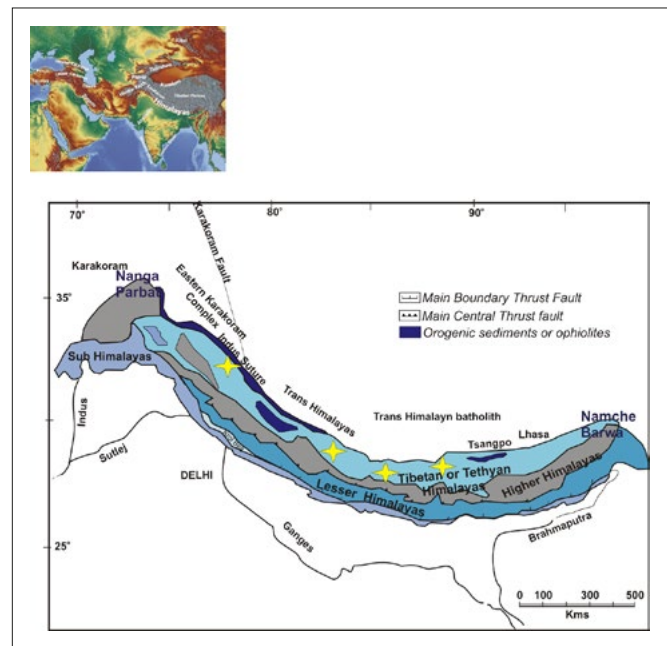 Himalayas
70°
80°
90°
35°
25°
Karakoram Fault
Karakoram
Nanga
Parbat
Eastern Karakoram
Complex
Indus Suture
Main Boundary Thrust Fault
Main Central Thrust fault
Orogenic sediments or ophiolites
Sub Himalayas
Trans Himalayas
Trans Himalayn batholith
Namche
Barwa
Lhasa
Tsangpo
Indus
Sutlej
Tibetan or Tethyan
Himalayas
Higher Himalayas
Lesser Himalayas
DELHI
Ganges
Brahmaputra
0 100 300 500
Kms